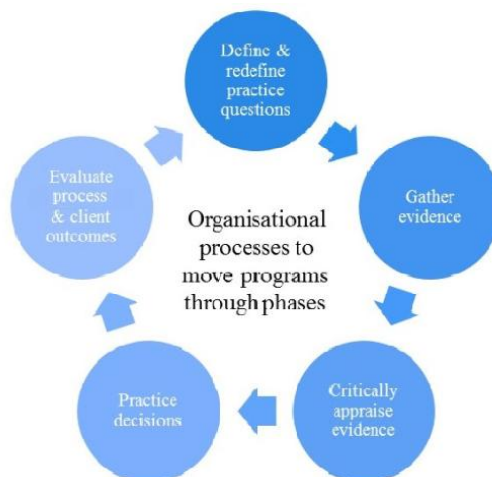 Define &
redefine
practice
questions
Gather
evidence
Critically
appraise
evidence
Practice
decisions
Evaluate
process
& client
outcomes
Organisational
processes to
move programs
through phases